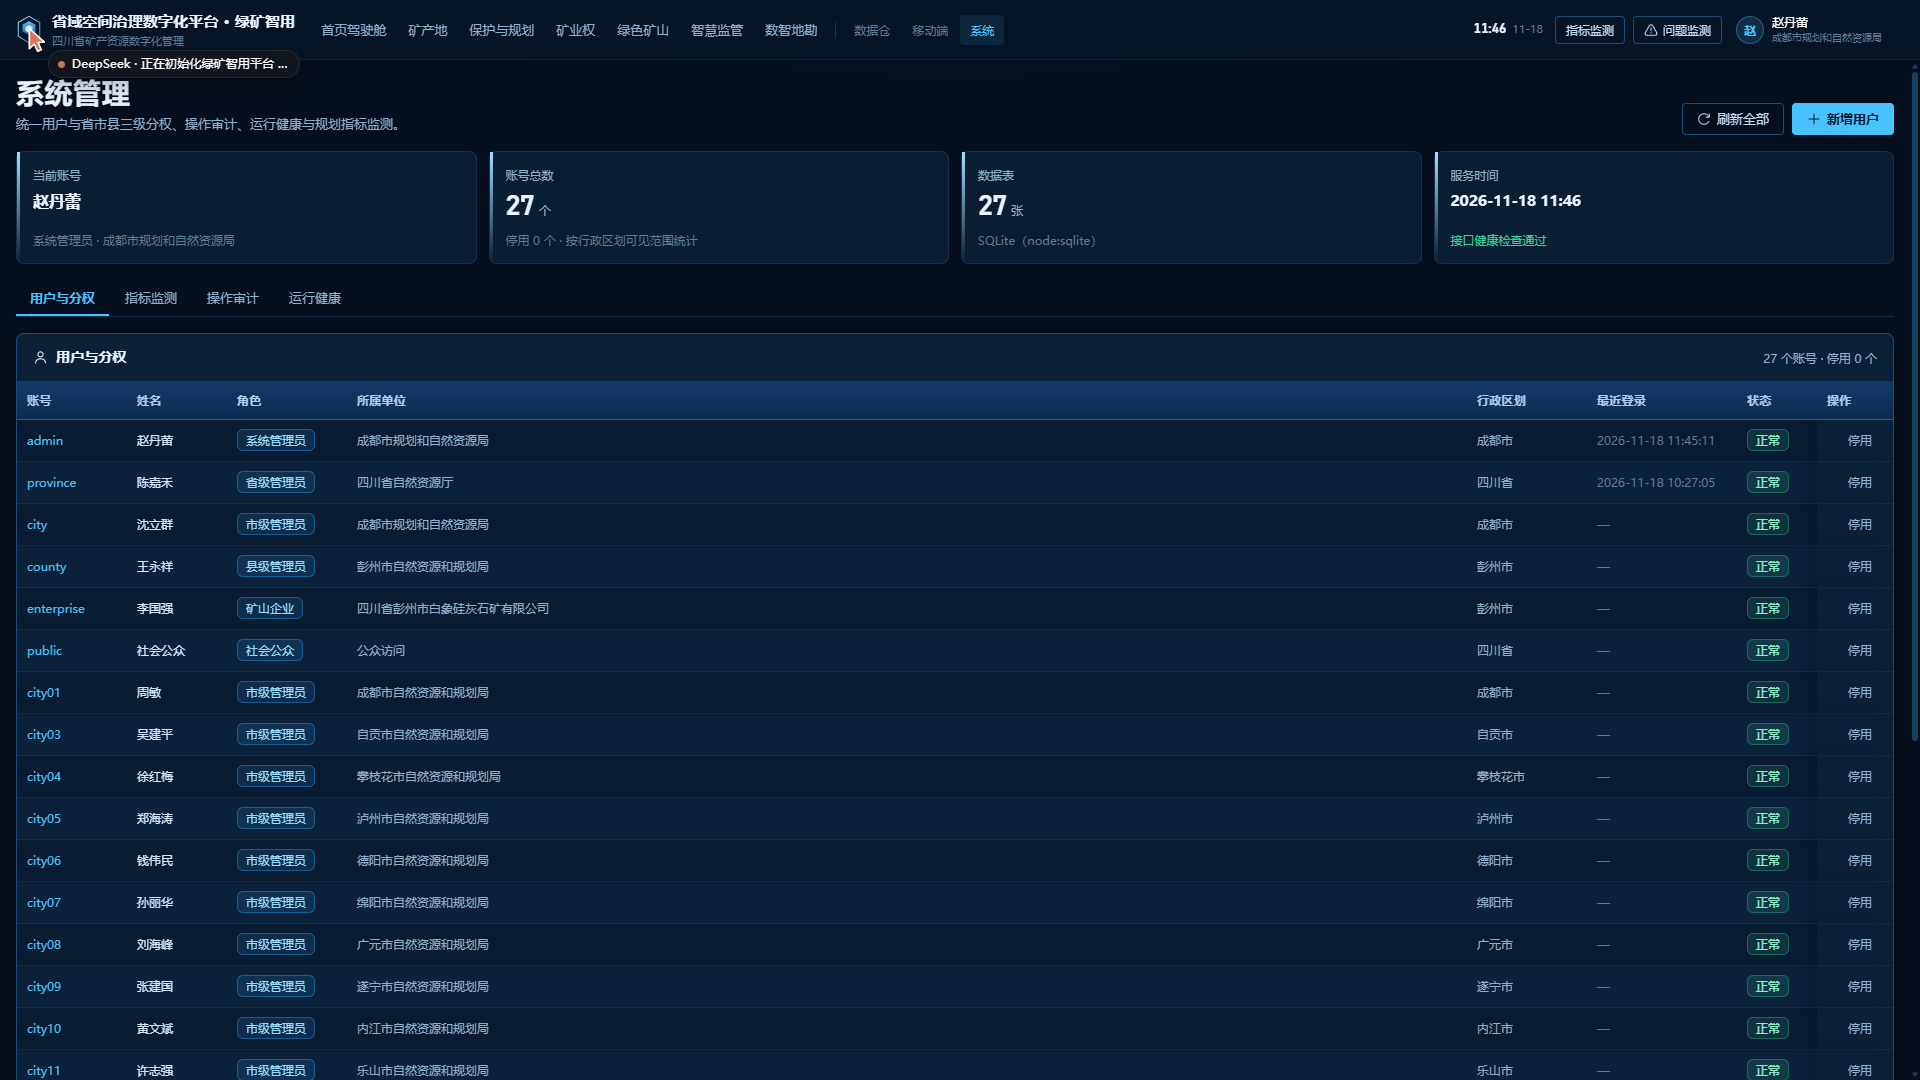 省域空间治理数字化平台 • 绿矿智用
四川省矿产资源数字化管理
首页驾驶舱 矿产地 保护与规划 矿业权 绿色矿山 智慧监管 数智地勘 数据仓 移动端 系统
11:46 11-18 指标监测 问题监测 赵 赵丹苗
成都市规划和自然资源局
DeepSeek · 正在初始化绿矿智用平台 ...
系统管理
统一用户与省市县三级分权、操作审计、运行健康与规划指标监测。
刷新全部 新增用户
当前账号
赵丹蕾
系统管理员 · 成都市规划和自然资源局
账号总数
27 个
停用 0 个 · 按行政区划可见范围统计
数据表
27 张
SQLite（node:sqlite）
服务时间
2026-11-18 11:46
接口健康检查通过
用户与分权 指标监测 操作审计 运行健康
用户与分权 27 个账号 · 停用 0 个
账号 姓名 角色 所属单位 行政区划 最近登录 状态 操作
admin 赵丹苗 系统管理员 成都市规划和自然资源局 成都市 2026-11-18 11:45:11 正常 停用
province 陈嘉禾 省级管理员 四川省自然资源厅 四川省 2026-11-18 10:27:05 正常 停用
city 沈立群 市级管理员 成都市规划和自然资源局 成都市 — 正常 停用
county 王永祥 县级管理员 彭州市自然资源和规划局 彭州市 — 正常 停用
enterprise 李国强 矿山企业 四川省彭州市白象硅灰石矿有限公司 彭州市 — 正常 停用
public 社会公众 社会公众 公众访问 四川省 — 正常 停用
city01 周敏 市级管理员 成都市自然资源和规划局 成都市 — 正常 停用
city03 吴建平 市级管理员 自贡市自然资源和规划局 自贡市 — 正常 停用
city04 徐红梅 市级管理员 攀枝花市自然资源和规划局 攀枝花市 — 正常 停用
city05 郑海涛 市级管理员 泸州市自然资源和规划局 泸州市 — 正常 停用
city06 钱伟民 市级管理员 德阳市自然资源和规划局 德阳市 — 正常 停用
city07 孙丽华 市级管理员 绵阳市自然资源和规划局 绵阳市 — 正常 停用
city08 刘海峰 市级管理员 广元市自然资源和规划局 广元市 — 正常 停用
city09 张建国 市级管理员 遂宁市自然资源和规划局 遂宁市 — 正常 停用
city10 黄文斌 市级管理员 内江市自然资源和规划局 内江市 — 正常 停用
city11 许志强 市级管理员 乐山市自然资源和规划局 乐山市 — 正常 停用